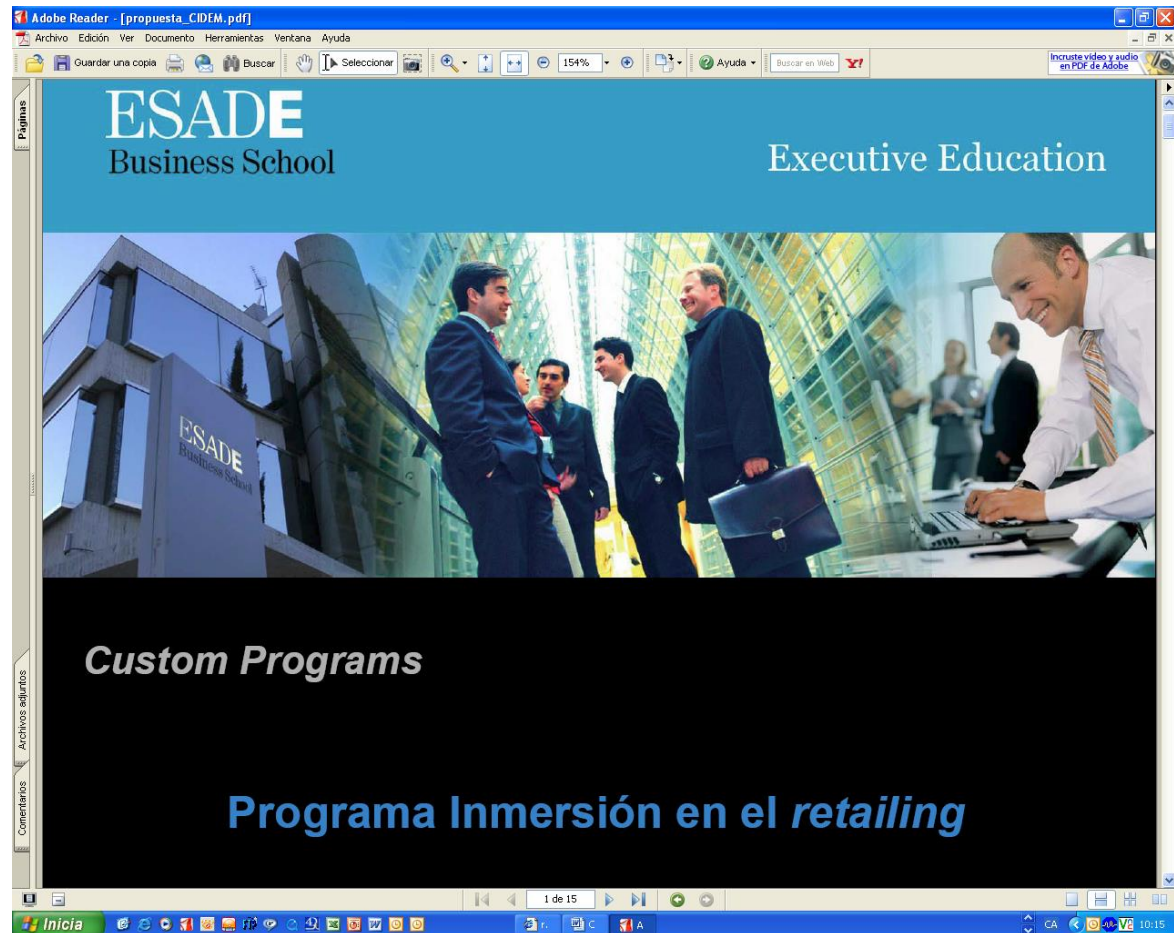 Adobe Reader - [propuesta_CIDEM.pdf]
Archivo Edición Ver Documento Herramientas Ventana Ayuda
Guardar una copia Buscar Seleccionar 154% Ayuda Buscar en Web Y!
Incruste vídeo y audio
en PDF de Adobe
Páginas
ESADE
Business School
Executive Education
ESADE
Business School
Custom Programs
Archivos adjuntos
Comentarios
Programa Inmersión en el retailing
1 de 15
Inicia r. C A CA 10:15